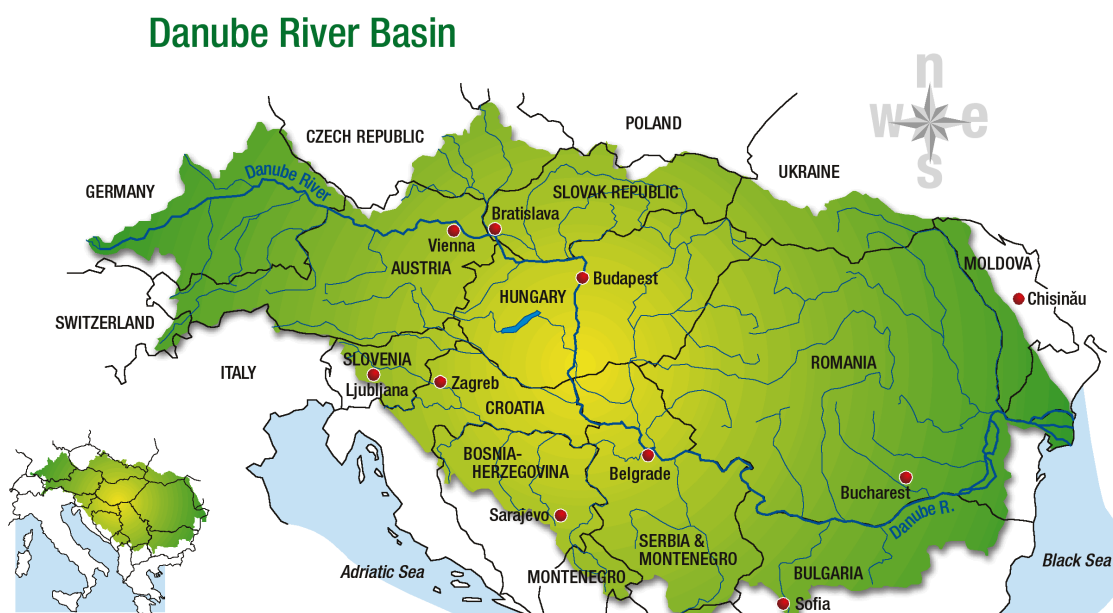 Danube River Basin
n
w e
s
CZECH REPUBLIC
POLAND
UKRAINE
GERMANY
Danube River
SLOVAK REPUBLIC
Bratislava
Vienna
AUSTRIA
MOLDOVA
Budapest
HUNGARY
Chisinău
SWITZERLAND
SLOVENIA
ROMANIA
ITALY
Ljubljana
Zagreb
CROATIA
BOSNIA-
HERZEGOVINA
Belgrade
Bucharest
Sarajevo
Danube R.
SERBIA &
MONTENEGRO
Black Sea
Adriatic Sea
MONTENEGRO
BULGARIA
Sofia